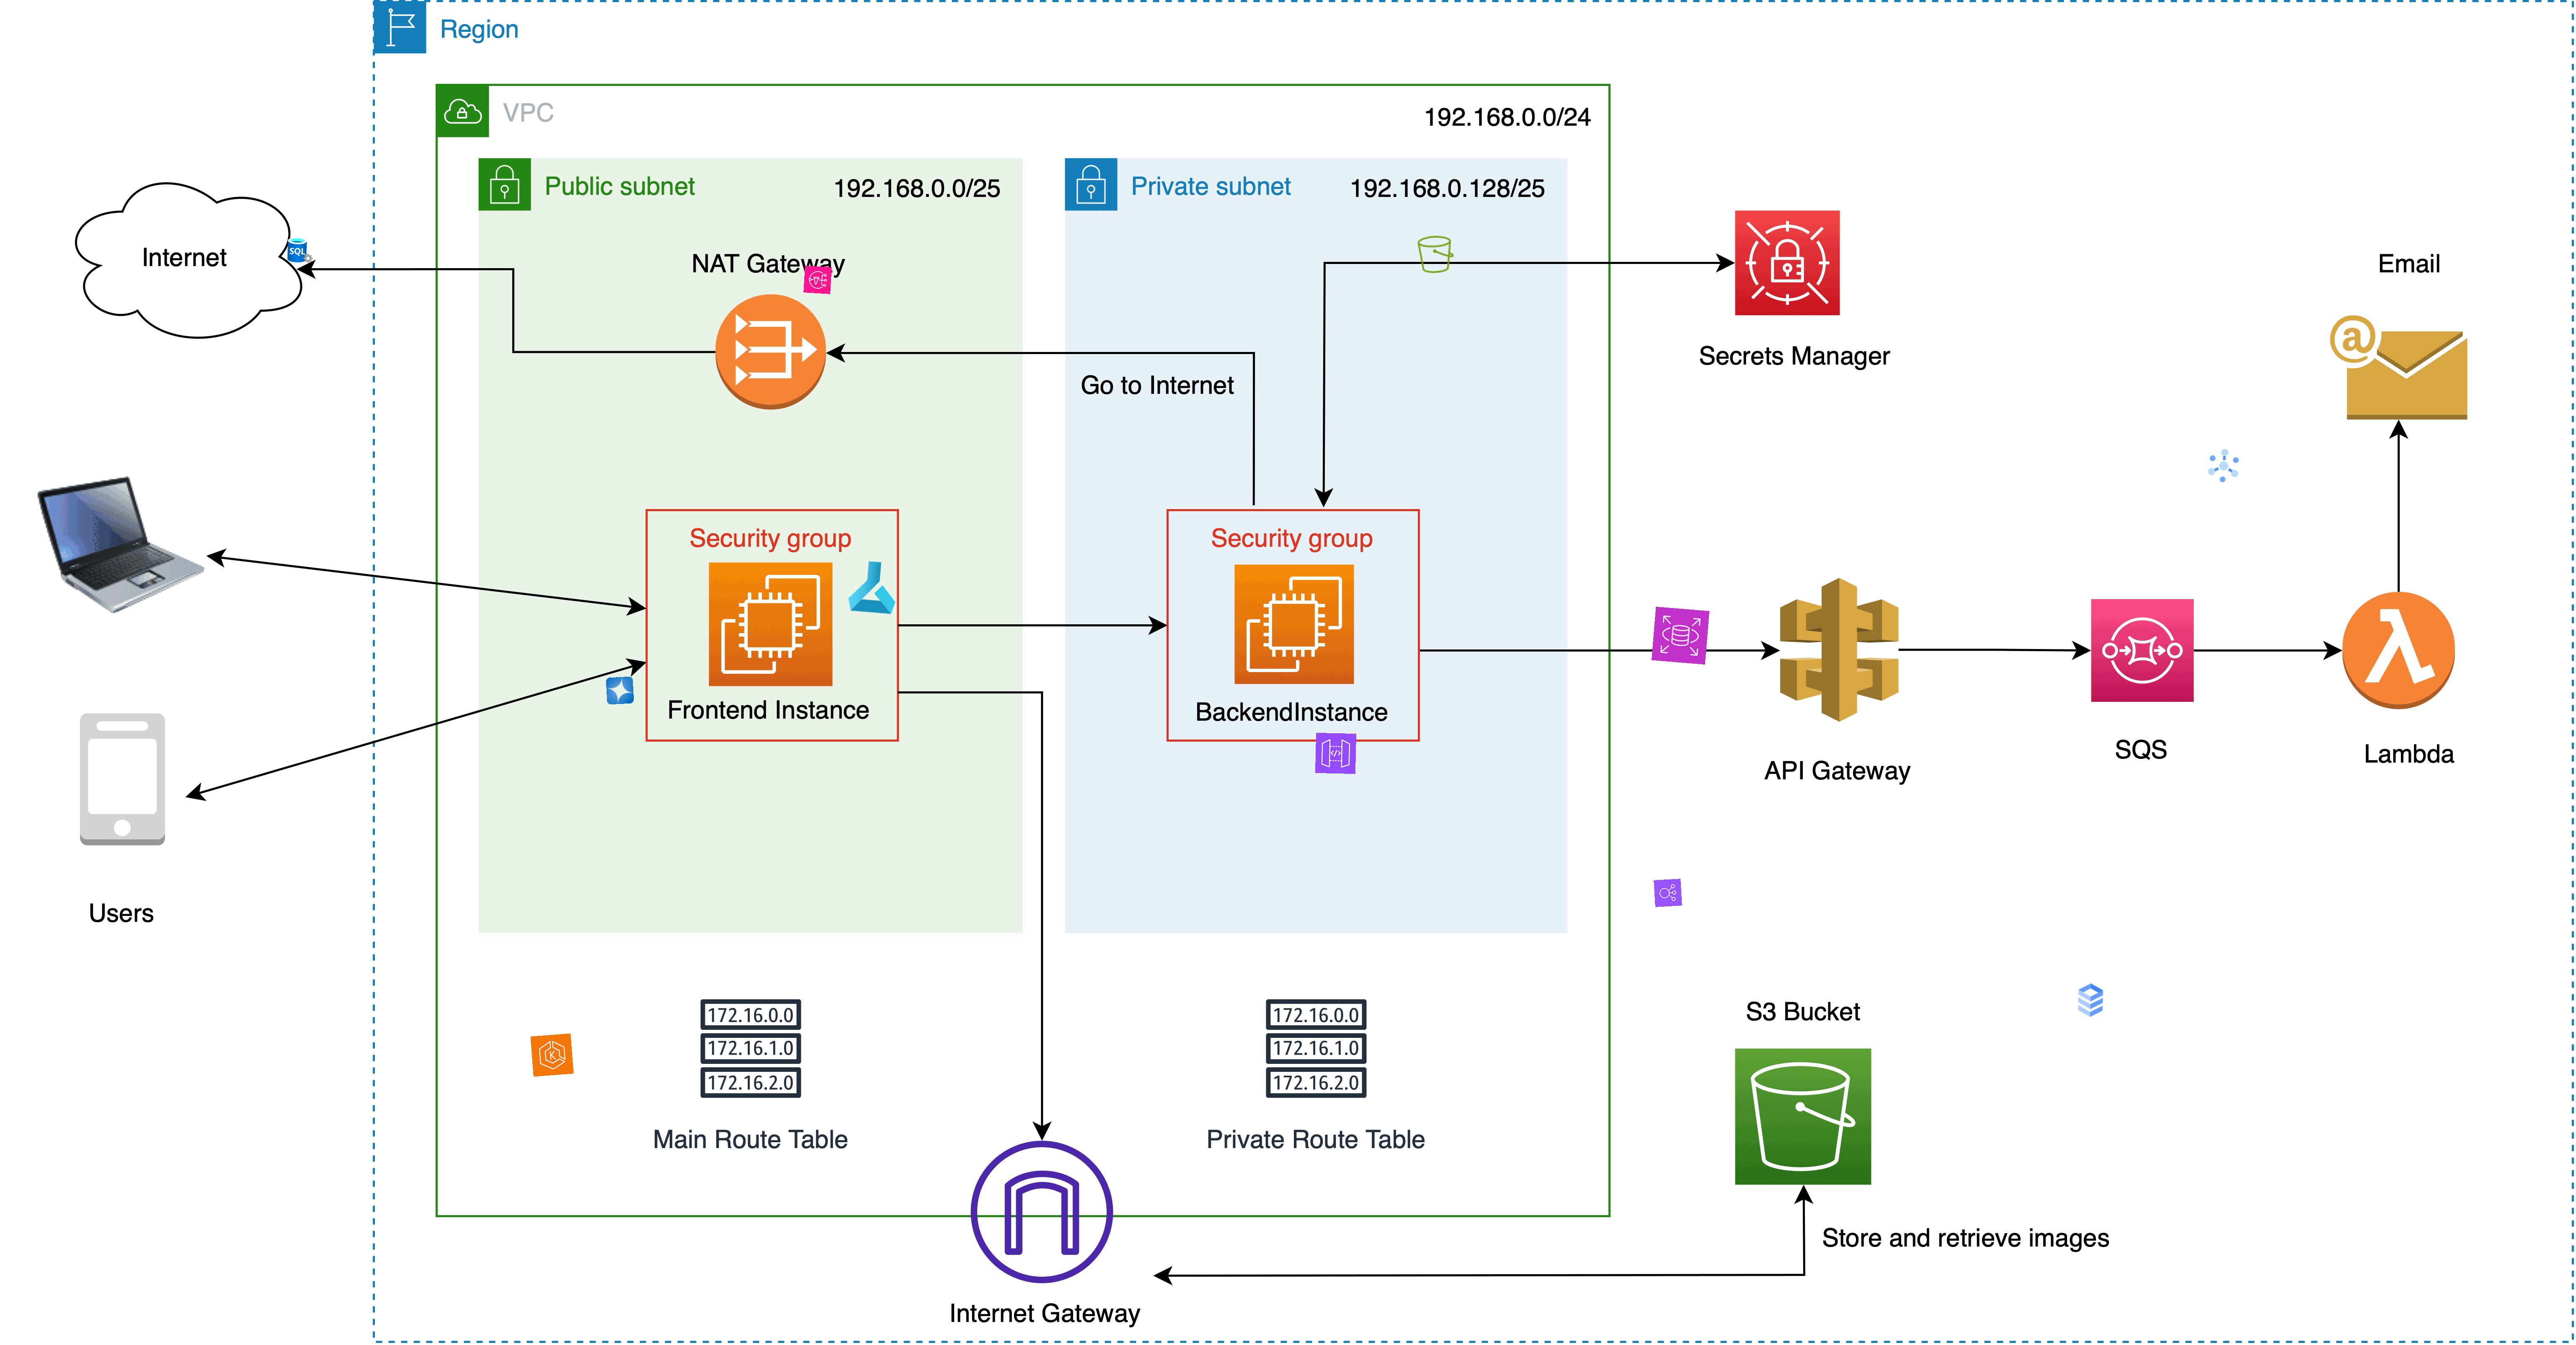 Region
VPC
192.168.0.0/24
Public subnet
192.168.0.0/25
Private subnet
192.168.0.128/25
Internet
SQL
NAT Gateway
Go to Internet
Secrets Manager
Email
@
Security group
Frontend Instance
Security group
BackendInstance
API Gateway
SQS
Lambda
Users
172.16.0.0
172.16.1.0
172.16.2.0
Main Route Table
172.16.0.0
172.16.1.0
172.16.2.0
Private Route Table
S3 Bucket
Store and retrieve images
Internet Gateway